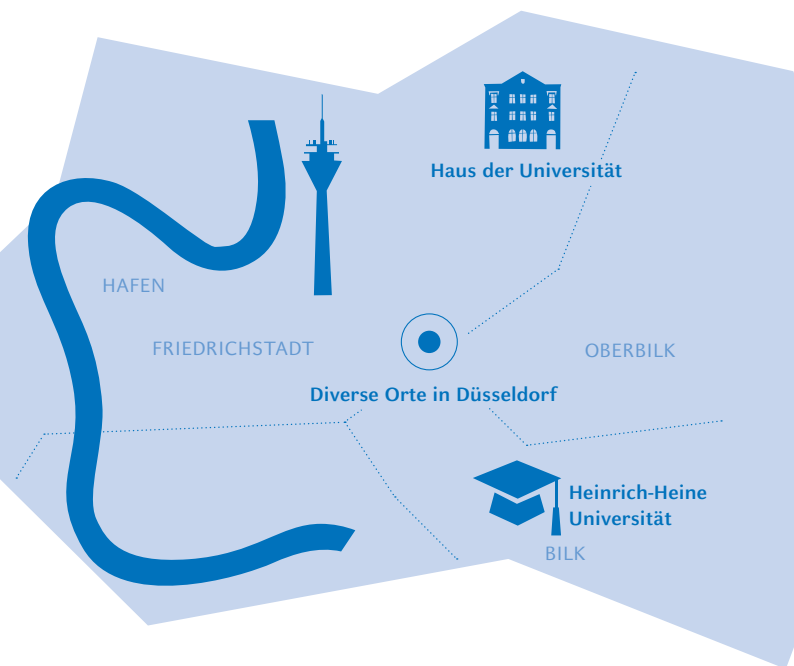 Haus der Universität
HAFEN
FRIEDRICHSTADT
OBERBILK
Diverse Orte in Düsseldorf
Heinrich-Heine
Universität
BILK